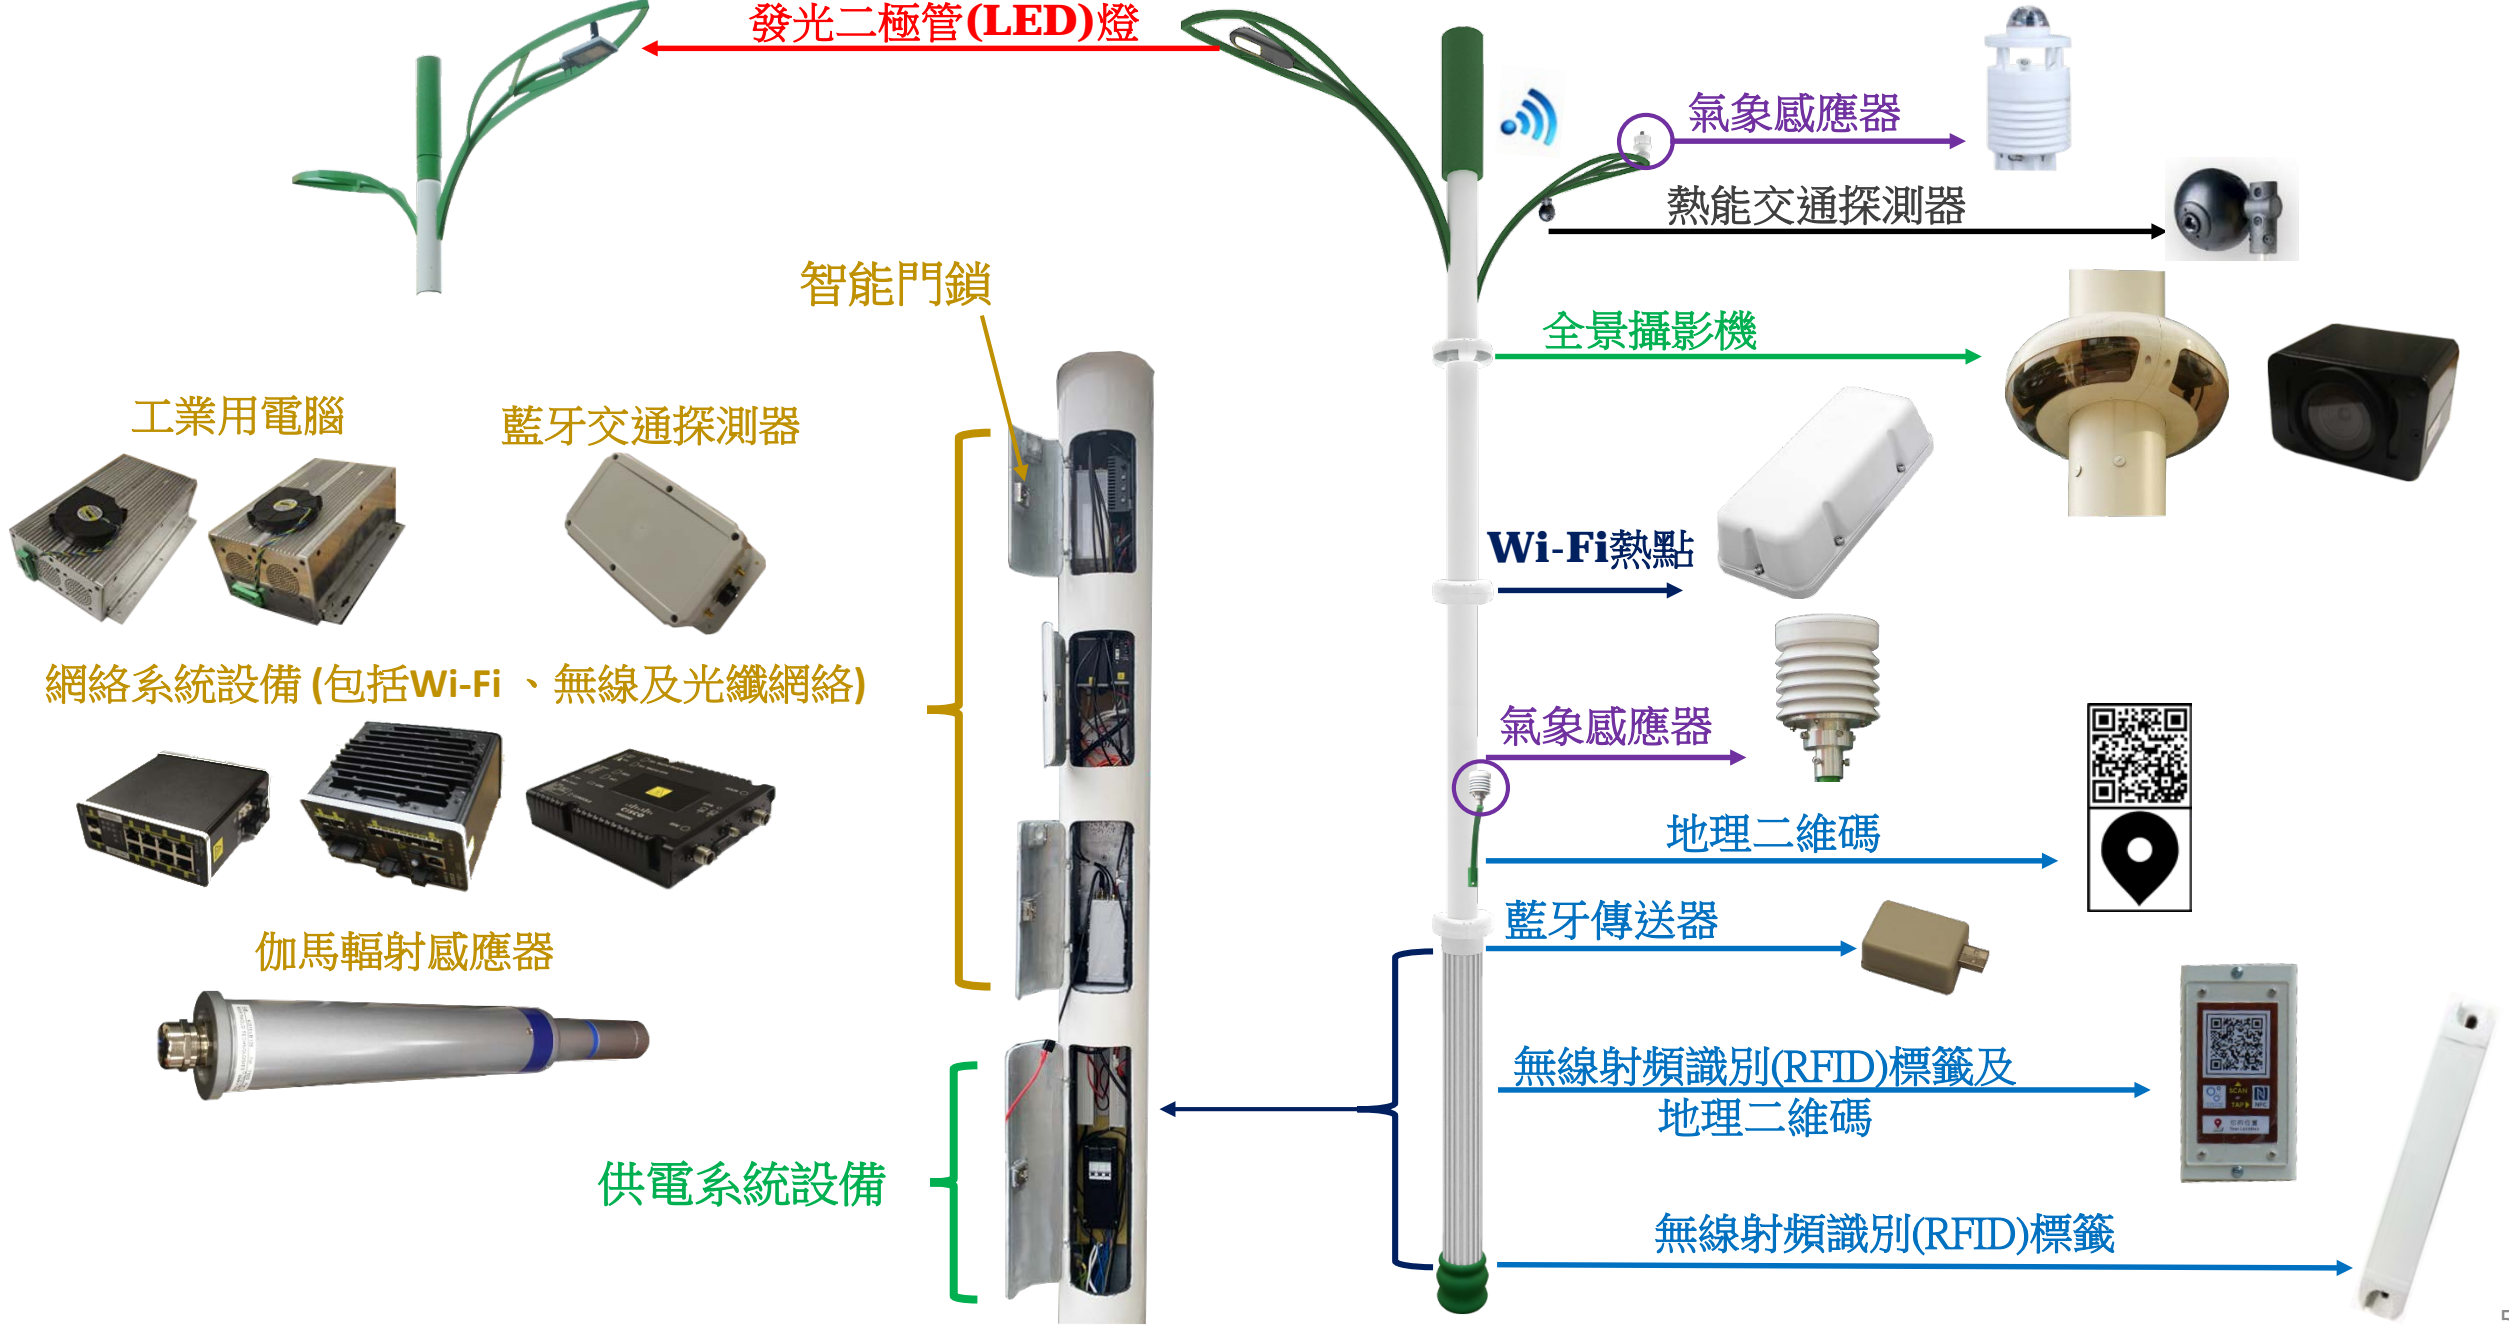 發光二極管(LED)燈
氣象感應器
熱能交通探測器
智能門鎖
全景攝影機
工業用電腦
藍牙交通探測器
Wi-Fi熱點
網絡系統設備 (包括Wi-Fi 、無線及光纖網絡)
氣象感應器
CISCO
地理二維碼
藍牙傳送器
伽馬輻射感應器
無線射頻識別(RFID)標籤及
地理二維碼
SCAN
TAP
NFC
供電系統設備
無線射頻識別(RFID)標籤